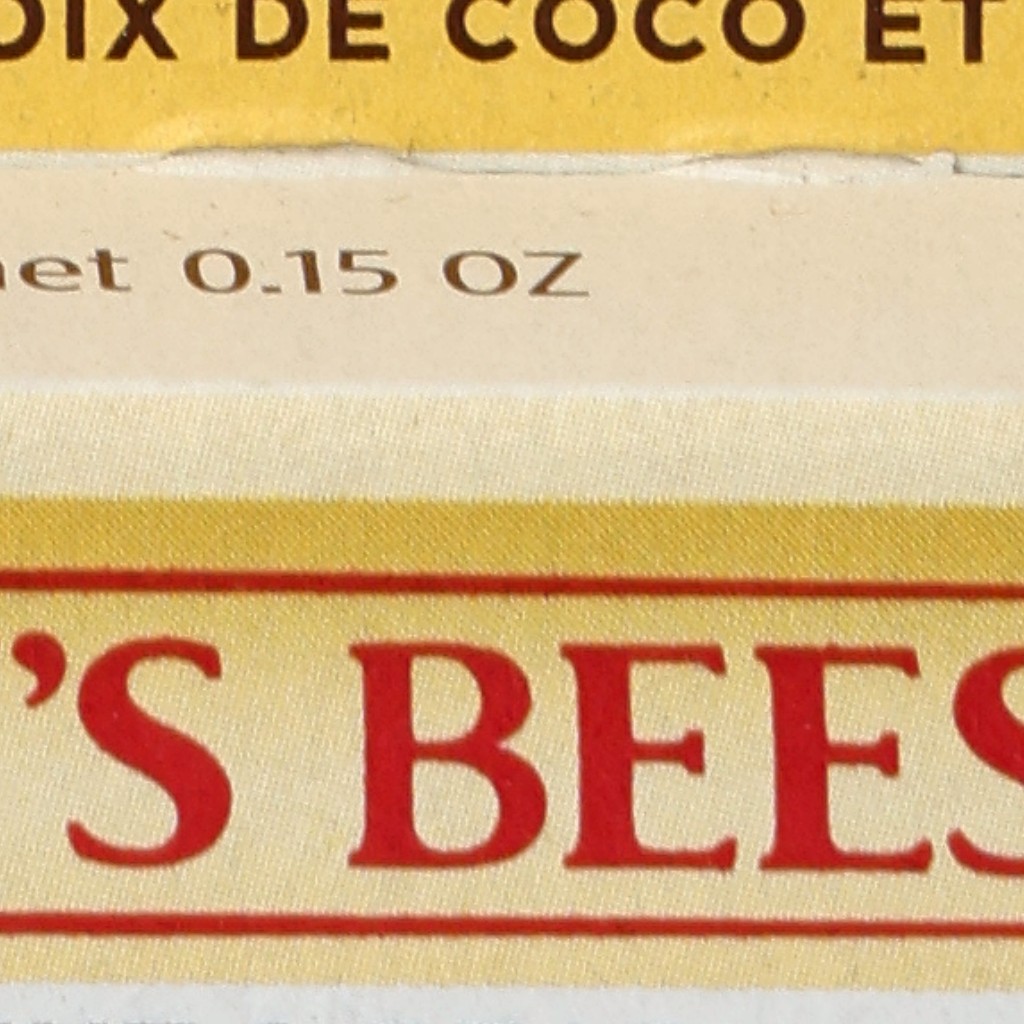 OIX DE COCO ET
net 0.15 OZ
'S BEES